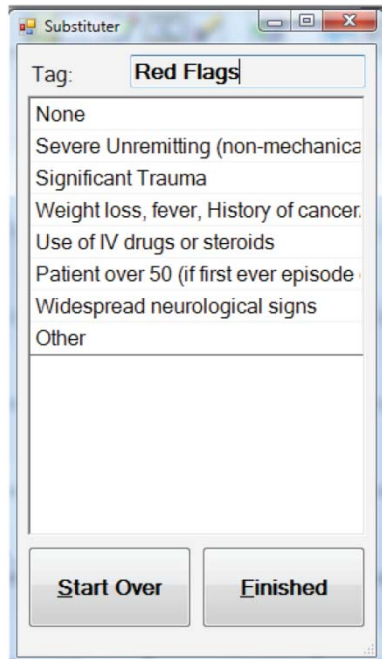 Substituter
Tag: Red Flags
None
Severe Unremitting (non-mechanica
Significant Trauma
Weight loss, fever, History of cancer
Use of IV drugs or steroids
Patient over 50 (if first ever episode
Widespread neurological signs
Other
Start Over Finished